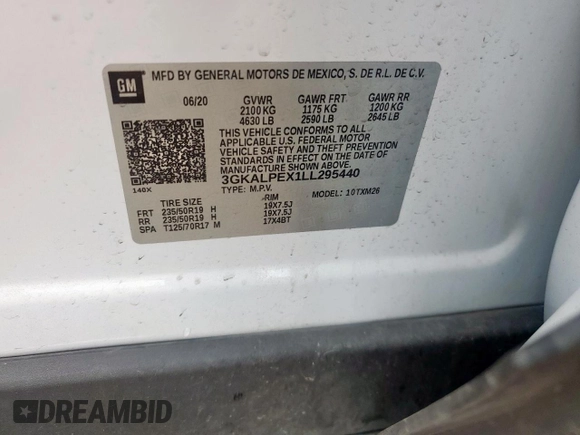 GM
MFD BY GENERAL MOTORS DE MEXICO, S. DE R.L. DE C.V.
06/20 GVWR GAWR FRT GAWR RR
2100 KG 1175 KG 1200 KG
4630 LB 2590 LB 2645 LB
THIS VEHICLE CONFORMS TO ALL
APPLICABLE U.S. FEDERAL MOTOR
VEHICLE SAFETY AND THEFT PREVENTION
STANDARDS IN EFFECT ON THE DATE
OF MANUFACTURE SHOWN ABOVE.
3GKALPEX1LL295440
140X TYPE: M.P.V. MODEL: 10TXM26
TIRE SIZE RIM
FRT 235/50R19 H 19X7.5J
RR 235/50R19 H 19X7.5J
SPA T125/70R17 M 17X4BT
DREAMBID